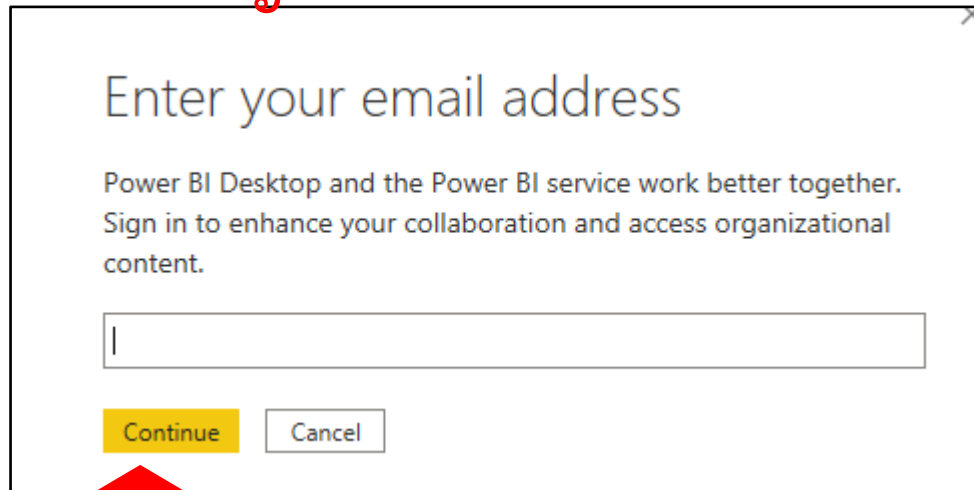 Enter your email address
Power BI Desktop and the Power BI service work better together.
Sign in to enhance your collaboration and access organizational
content.
Continue
Cancel